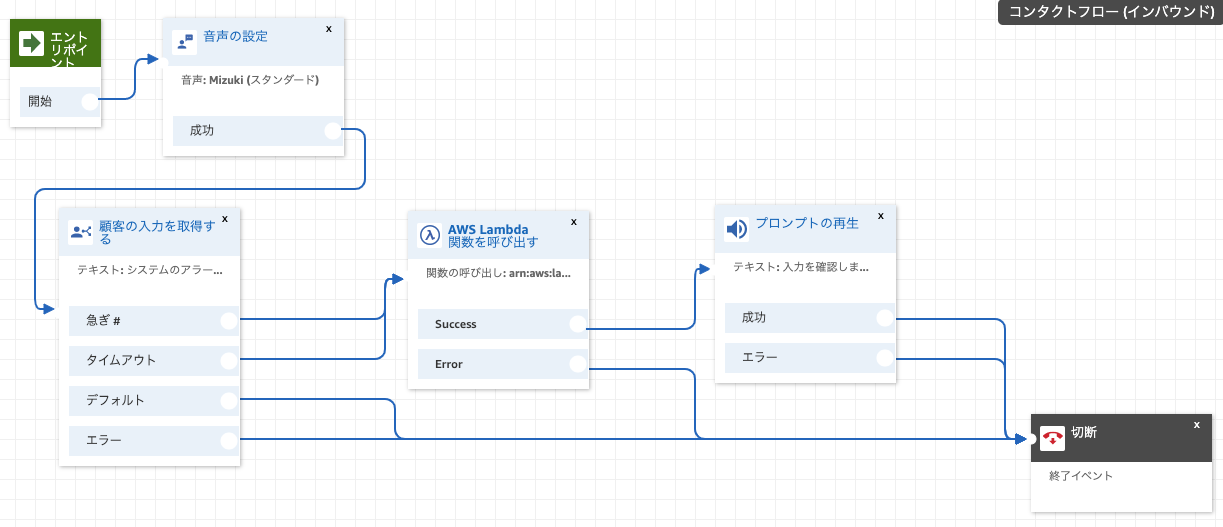 コンタクトフロー (インバウンド)
エント
リポイ
ント
開始
音声の設定
x
音声: Mizuki (スタンダード)
成功
顧客の入力を取得す
る
x
テキスト: システムのアラー...
急ぎ #
タイムアウト
デフォルト
エラー
AWS Lambda
関数を呼び出す
x
関数の呼び出し: arn:aws:la...
Success
Error
プロンプトの再生
x
テキスト: 入力を確認しま...
成功
エラー
切断
x
終了イベント